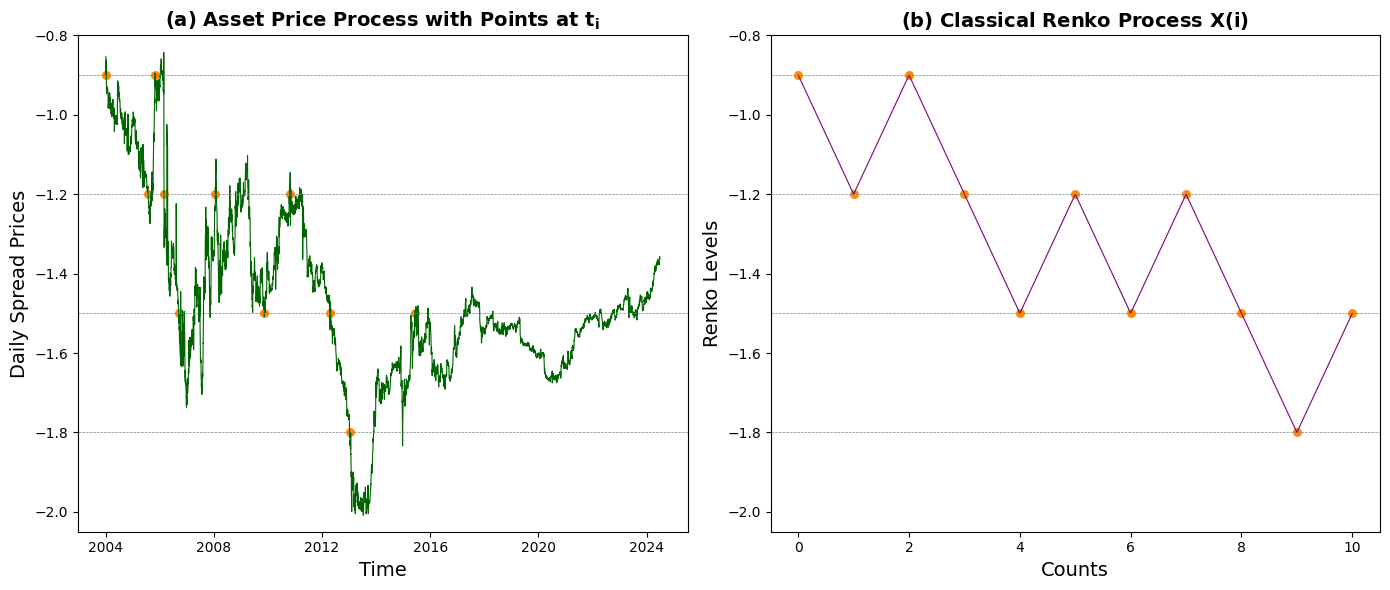 (a) Asset Price Process with Points at tᵢ
−0.8
−1.0
−1.2
−1.4
−1.6
−1.8
−2.0
Daily Spread Prices
2004 2008 2012 2016 2020 2024
Time
(b) Classical Renko Process X(i)
−0.8
−1.0
−1.2
−1.4
−1.6
−1.8
−2.0
Renko Levels
0 2 4 6 8 10
Counts